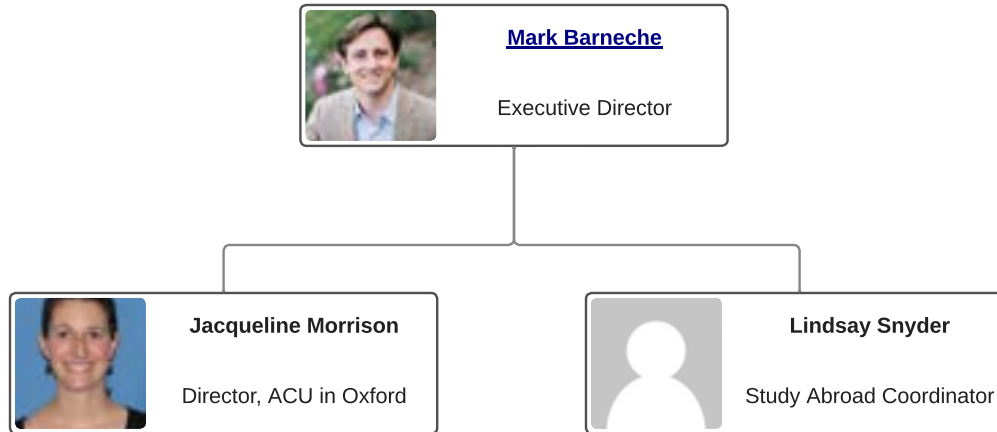 Mark Barneche
Executive Director
Jacqueline Morrison
Director, ACU in Oxford
Lindsay Snyder
Study Abroad Coordinator